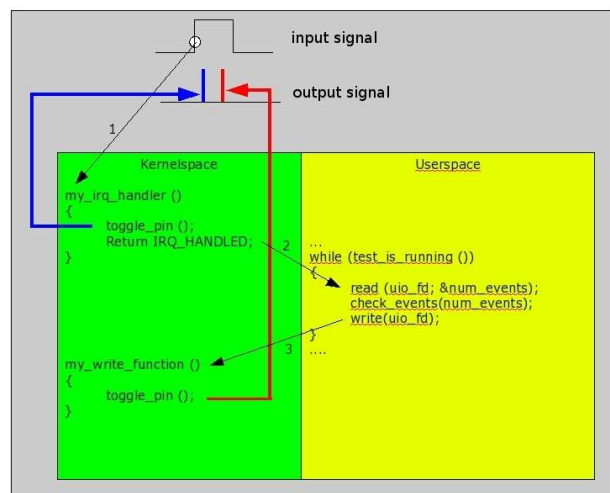 input signal
output signal
1
Kernelspace
my_irq_handler ()
{
toggle_pin ();
Return IRQ_HANDLED;
}
2
my_write_function ()
{
toggle_pin ();
}
3
Userspace
...
while (test_is_running ())
{
read (uio_fd; &num_events);
check_events(num_events);
write(uio_fd);
}
....